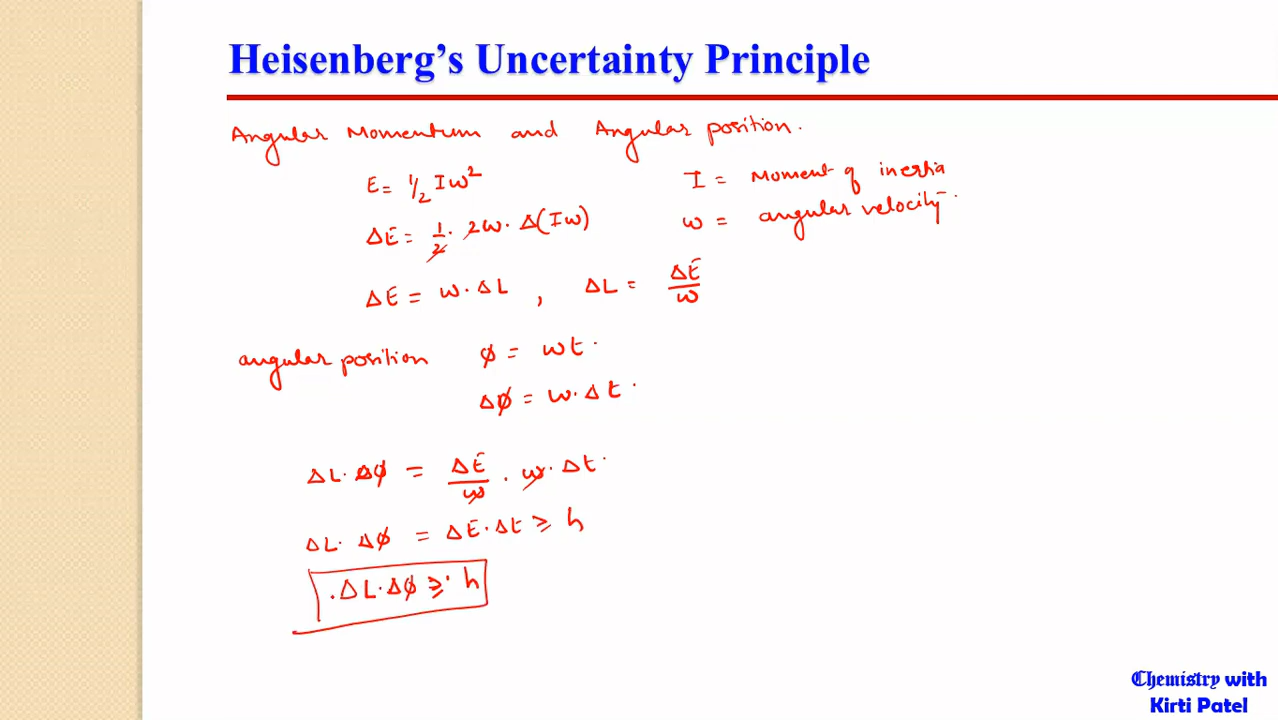 Heisenberg's Uncertainty Principle
Angular Momentum and Angular position.
E = 1/2 Iω²
I = Moment of inertia
ΔE = 1/2 · 2ω · Δ(Iω)
ω = angular velocity.
ΔE = ω · ΔL , ΔL = ΔE/ω
angular position φ = ωt.
Δφ = ω · Δt.
ΔL · Δφ = ΔE/ω · ω · Δt.
ΔL · Δφ = ΔE · Δt ≥ h
ΔL · Δφ ≥ h
Chemistry with
Kirti Patel